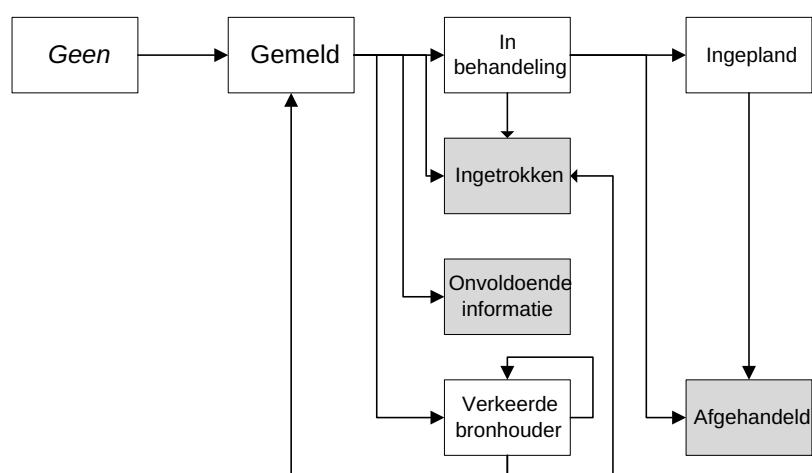 Geen
Gemeld
In
behandeling
Ingepland
Ingetrokken
Onvoldoende
informatie
Verkeerde
bronhouder
Afgehandeld